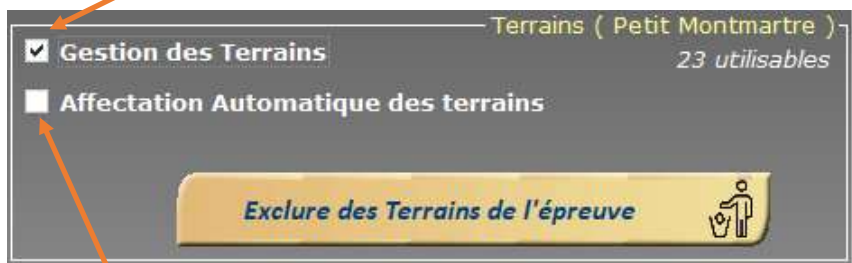 Terrains ( Petit Montmartre )
Gestion des Terrains
23 utilisables
Affectation Automatique des terrains
Exclure des Terrains de l'épreuve